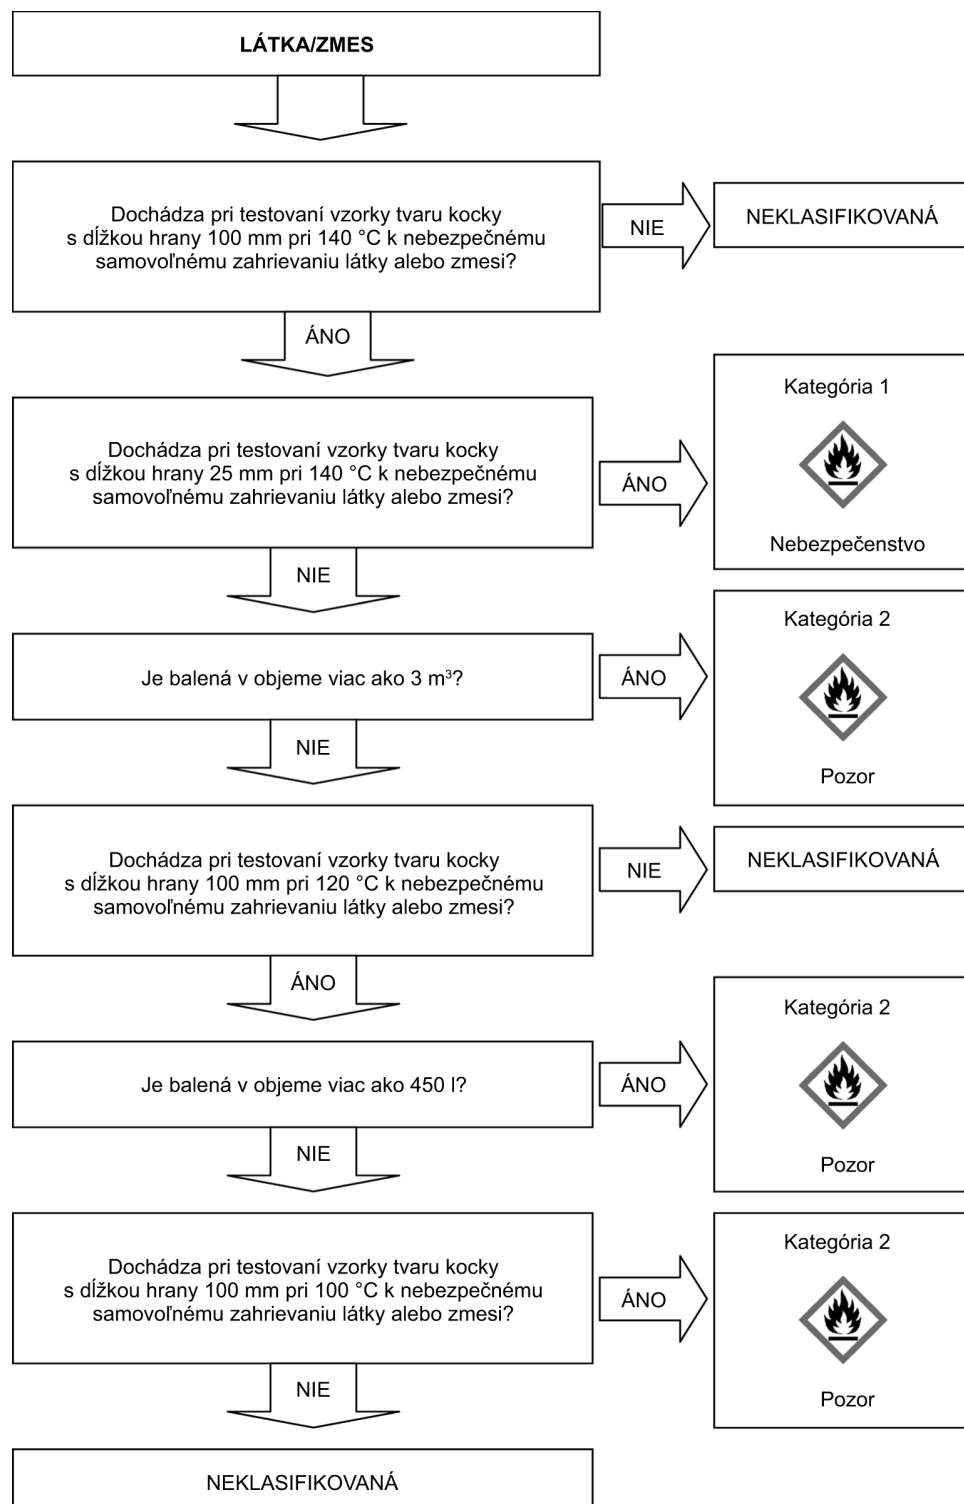 LÁTKA/ZMES
Dochádza pri testovaní vzorky tvaru kocky
s dĺžkou hrany 100 mm pri 140 °C k nebezpečnému
samovoľnému zahrievaniu látky alebo zmesi?
NIE
NEKLASIFIKOVANÁ
ÁNO
Dochádza pri testovaní vzorky tvaru kocky
s dĺžkou hrany 25 mm pri 140 °C k nebezpečnému
samovoľnému zahrievaniu látky alebo zmesi?
ÁNO
Kategória 1
Nebezpečenstvo
NIE
Je balená v objeme viac ako 3 m³?
ÁNO
Kategória 2
Pozor
NIE
Dochádza pri testovaní vzorky tvaru kocky
s dĺžkou hrany 100 mm pri 120 °C k nebezpečnému
samovoľnému zahrievaniu látky alebo zmesi?
NIE
NEKLASIFIKOVANÁ
ÁNO
Je balená v objeme viac ako 450 l?
ÁNO
Kategória 2
Pozor
NIE
Dochádza pri testovaní vzorky tvaru kocky
s dĺžkou hrany 100 mm pri 100 °C k nebezpečnému
samovoľnému zahrievaniu látky alebo zmesi?
ÁNO
Kategória 2
Pozor
NIE
NEKLASIFIKOVANÁ